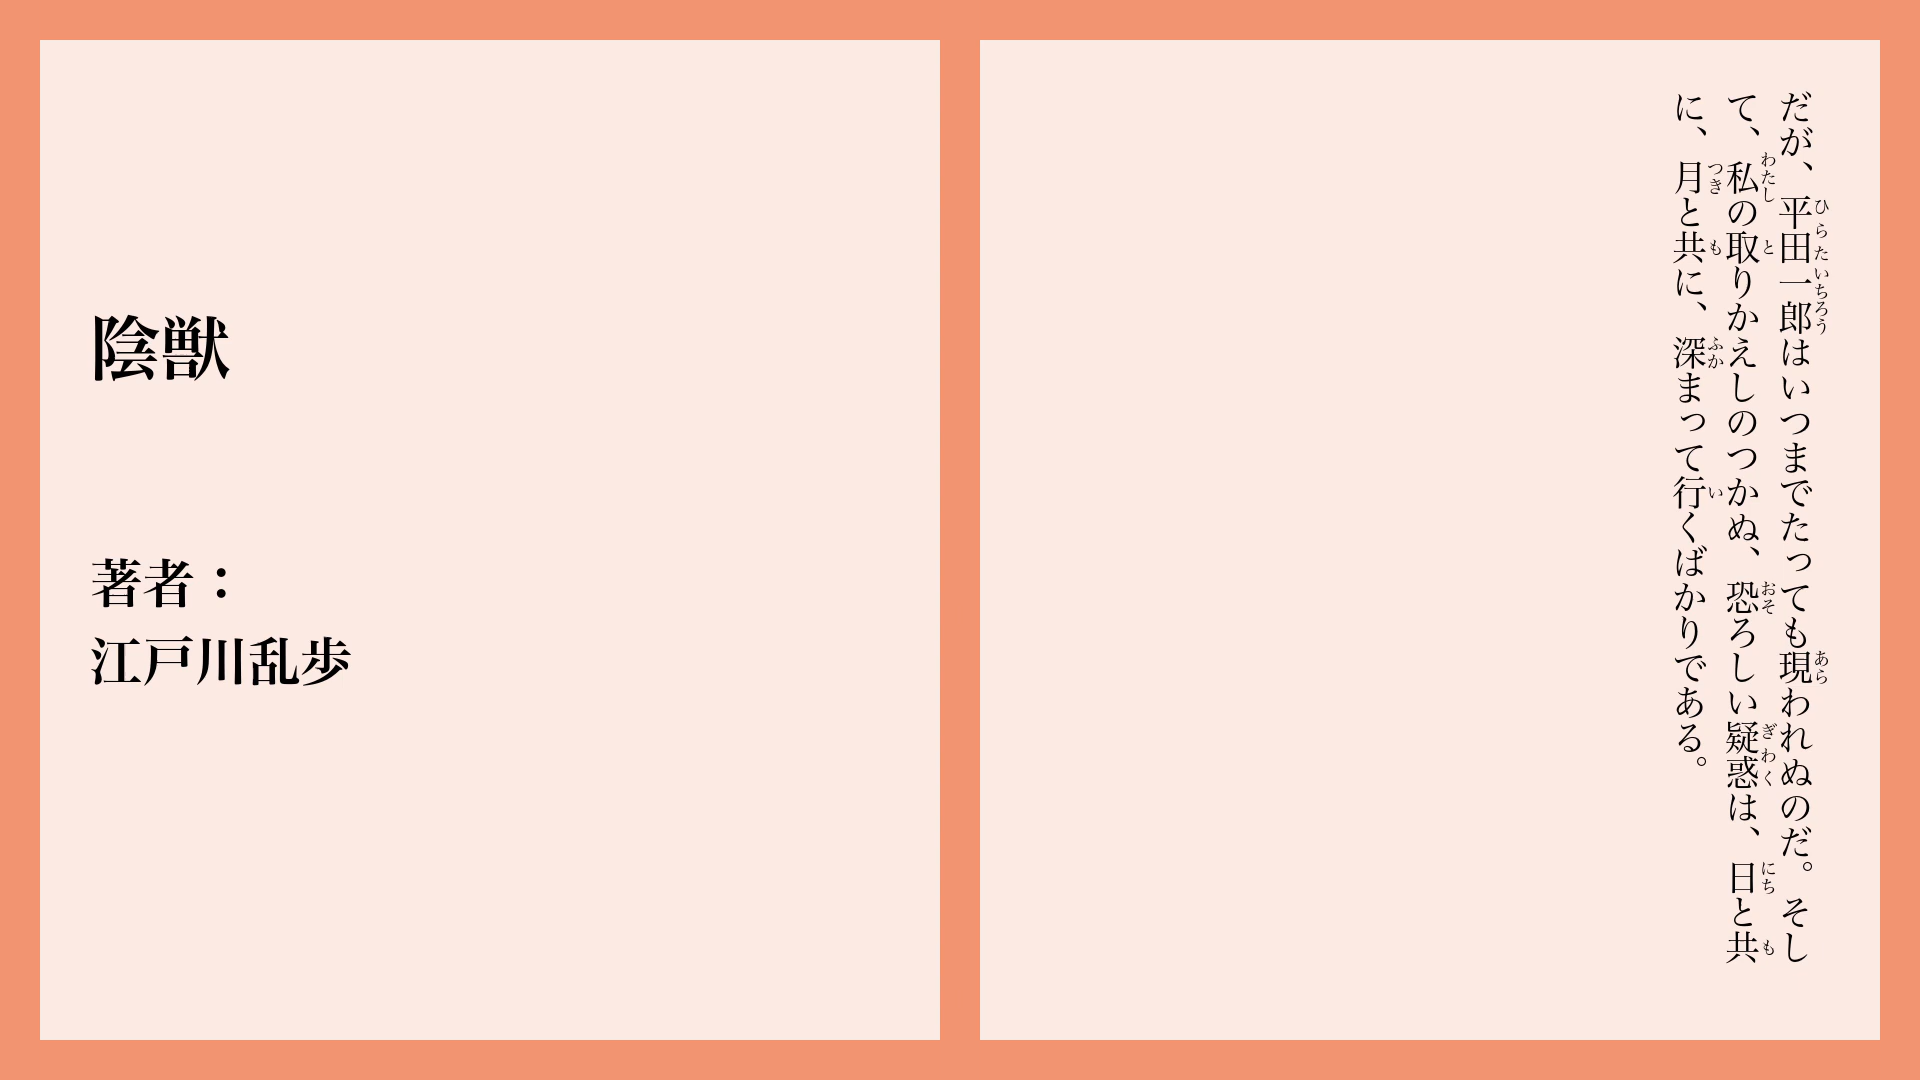 陰獣
著者：
江戸川乱歩
だが、平田一郎はいつまでたっても現われぬのだ。そし
て、私の取りかえしのつかぬ、恐ろしい疑惑は、日と共
に、月と共に、深まって行くばかりである。